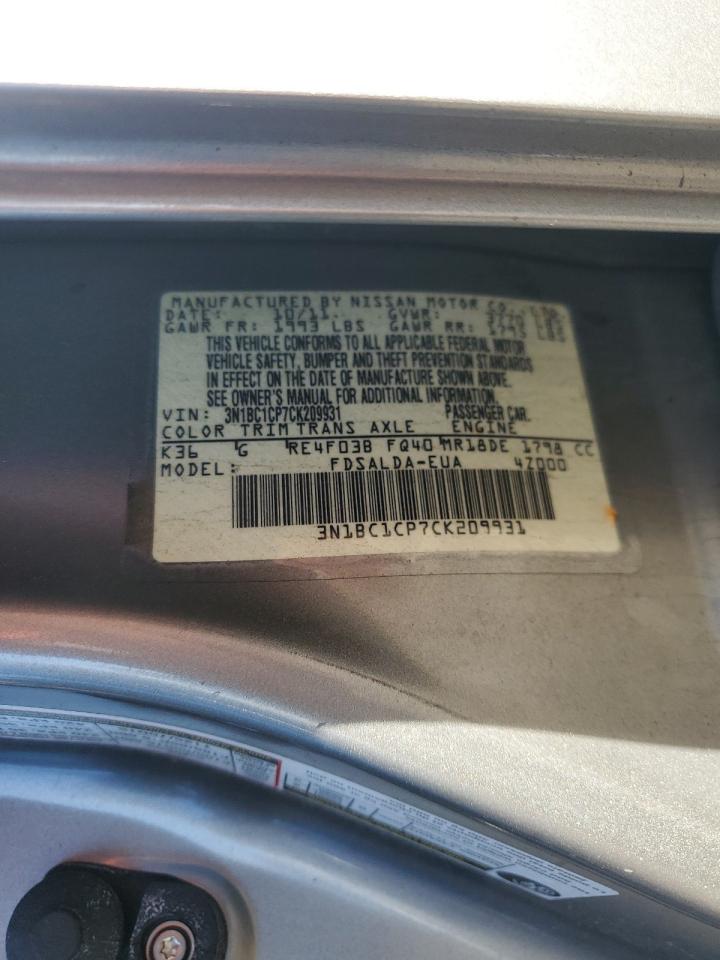 MANUFACTURED BY NISSAN MOTOR CO.
DATE: 10/11 GVWR:
GAWR FR: 1993 LBS GAWR RR: 1745 LBS
THIS VEHICLE CONFORMS TO ALL APPLICABLE FEDERAL MOTOR
VEHICLE SAFETY, BUMPER AND THEFT PREVENTION STANDARDS
IN EFFECT ON THE DATE OF MANUFACTURE SHOWN ABOVE.
SEE OWNER'S MANUAL FOR ADDITIONAL INFORMATION.
VIN: 3N1BC1CP7CK209931 PASSENGER CAR.
COLOR TRIM TRANS AXLE ENGINE
K36 G RE4F03B FQ40 MR18DE 1798 CC
MODEL: FDSALDA-EUA 4Z000
3N1BC1CP7CK209931